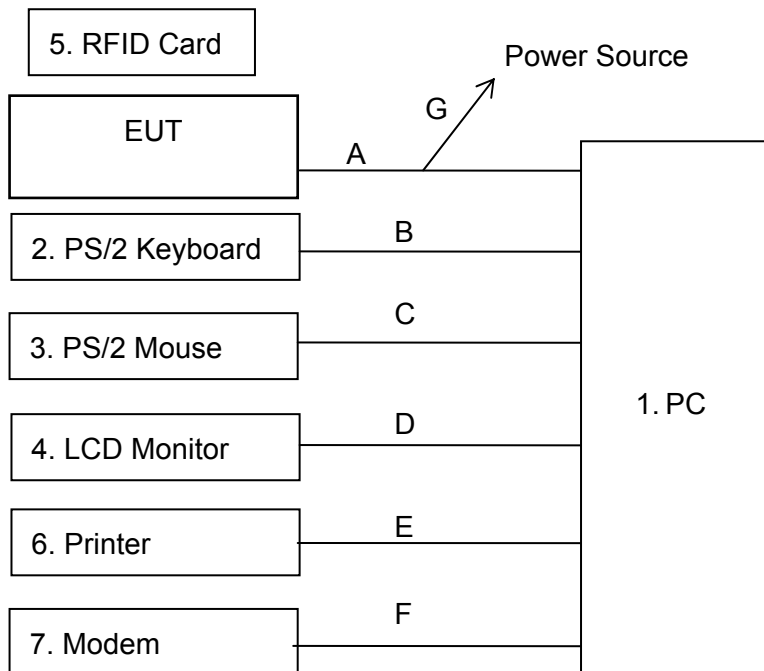 5. RFID Card
Power Source
EUT
G
A
2. PS/2 Keyboard
B
3. PS/2 Mouse
C
1. PC
4. LCD Monitor
D
6. Printer
E
7. Modem
F